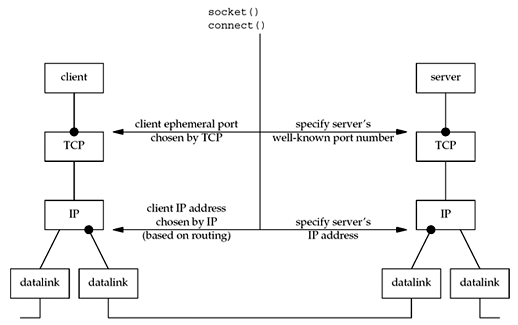 socket()
connect()
client
server
client ephemeral port
chosen by TCP
specify server's
well-known port number
TCP
TCP
client IP address
chosen by IP
(based on routing)
specify server's
IP address
IP
IP
datalink
datalink
datalink
datalink